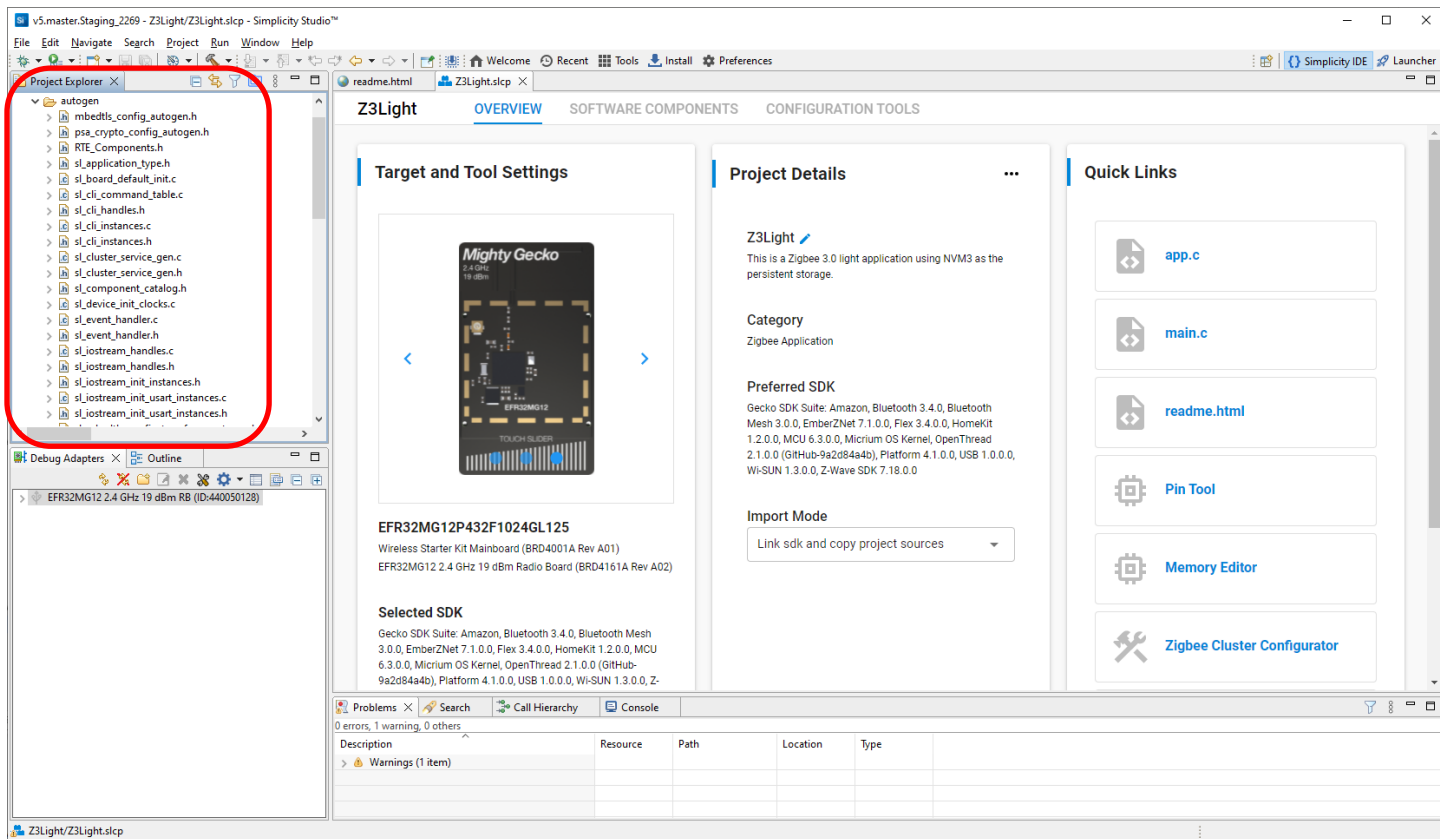 v5.master.Staging_2269 - Z3Light/Z3Light.slcp - Simplicity Studio™
File Edit Navigate Search Project Run Window Help
Welcome Recent Tools Install Preferences
Simplicity IDE Launcher
Project Explorer
autogen
mbedtls_config_autogen.h
psa_crypto_config_autogen.h
RTE_Components.h
sl_application_type.h
sl_board_default_init.c
sl_cli_command_table.c
sl_cli_handles.h
sl_cli_instances.c
sl_cli_instances.h
sl_cluster_service_gen.c
sl_cluster_service_gen.h
sl_component_catalog.h
sl_device_init_clocks.c
sl_event_handler.c
sl_event_handler.h
sl_iostream_handles.c
sl_iostream_handles.h
sl_iostream_init_instances.h
sl_iostream_init_usart_instances.c
sl_iostream_init_usart_instances.h
Debug Adapters Outline
EFR32MG12 2.4 GHz 19 dBm RB (ID:440050128)
readme.html Z3Light.slcp
Z3Light OVERVIEW SOFTWARE COMPONENTS CONFIGURATION TOOLS
Target and Tool Settings
Mighty Gecko
2.4 GHz
19 dBm
EFR32MG12
TOUCH SLIDER
EFR32MG12P432F1024GL125
Wireless Starter Kit Mainboard (BRD4001A Rev A01)
EFR32MG12 2.4 GHz 19 dBm Radio Board (BRD4161A Rev A02)
Selected SDK
Gecko SDK Suite: Amazon, Bluetooth 3.4.0, Bluetooth Mesh
3.0.0, EmberZNet 7.1.0.0, Flex 3.4.0.0, HomeKit 1.2.0.0, MCU
6.3.0.0, Micrium OS Kernel, OpenThread 2.1.0.0 (GitHub-
9a2d84a4b), Platform 4.1.0.0, USB 1.0.0.0, Wi-SUN 1.3.0.0, Z-
Project Details
Z3Light
This is a Zigbee 3.0 light application using NVM3 as the
persistent storage.
Category
Zigbee Application
Preferred SDK
Gecko SDK Suite: Amazon, Bluetooth 3.4.0, Bluetooth
Mesh 3.0.0, EmberZNet 7.1.0.0, Flex 3.4.0.0, HomeKit
1.2.0.0, MCU 6.3.0.0, Micrium OS Kernel, OpenThread
2.1.0.0 (GitHub-9a2d84a4b), Platform 4.1.0.0, USB 1.0.0.0,
Wi-SUN 1.3.0.0, Z-Wave SDK 7.18.0.0
Import Mode
Link sdk and copy project sources
Quick Links
app.c
main.c
readme.html
Pin Tool
Memory Editor
Zigbee Cluster Configurator
Problems Search Call Hierarchy Console
0 errors, 1 warning, 0 others
Description Resource Path Location Type
Warnings (1 item)
Z3Light/Z3Light.slcp